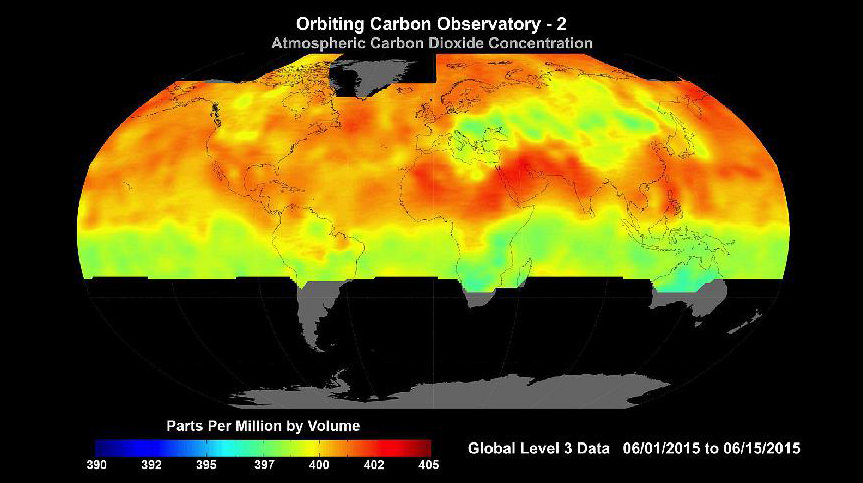 Orbiting Carbon Observatory - 2
Atmospheric Carbon Dioxide Concentration
Parts Per Million by Volume
390 392 395 397 400 402 405
Global Level 3 Data 06/01/2015 to 06/15/2015